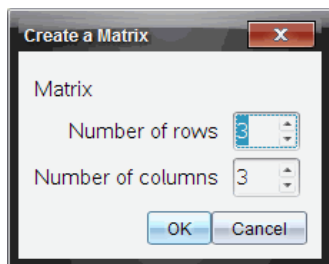 Create a Matrix
Matrix
Number of rows 3
Number of columns 3
OK Cancel